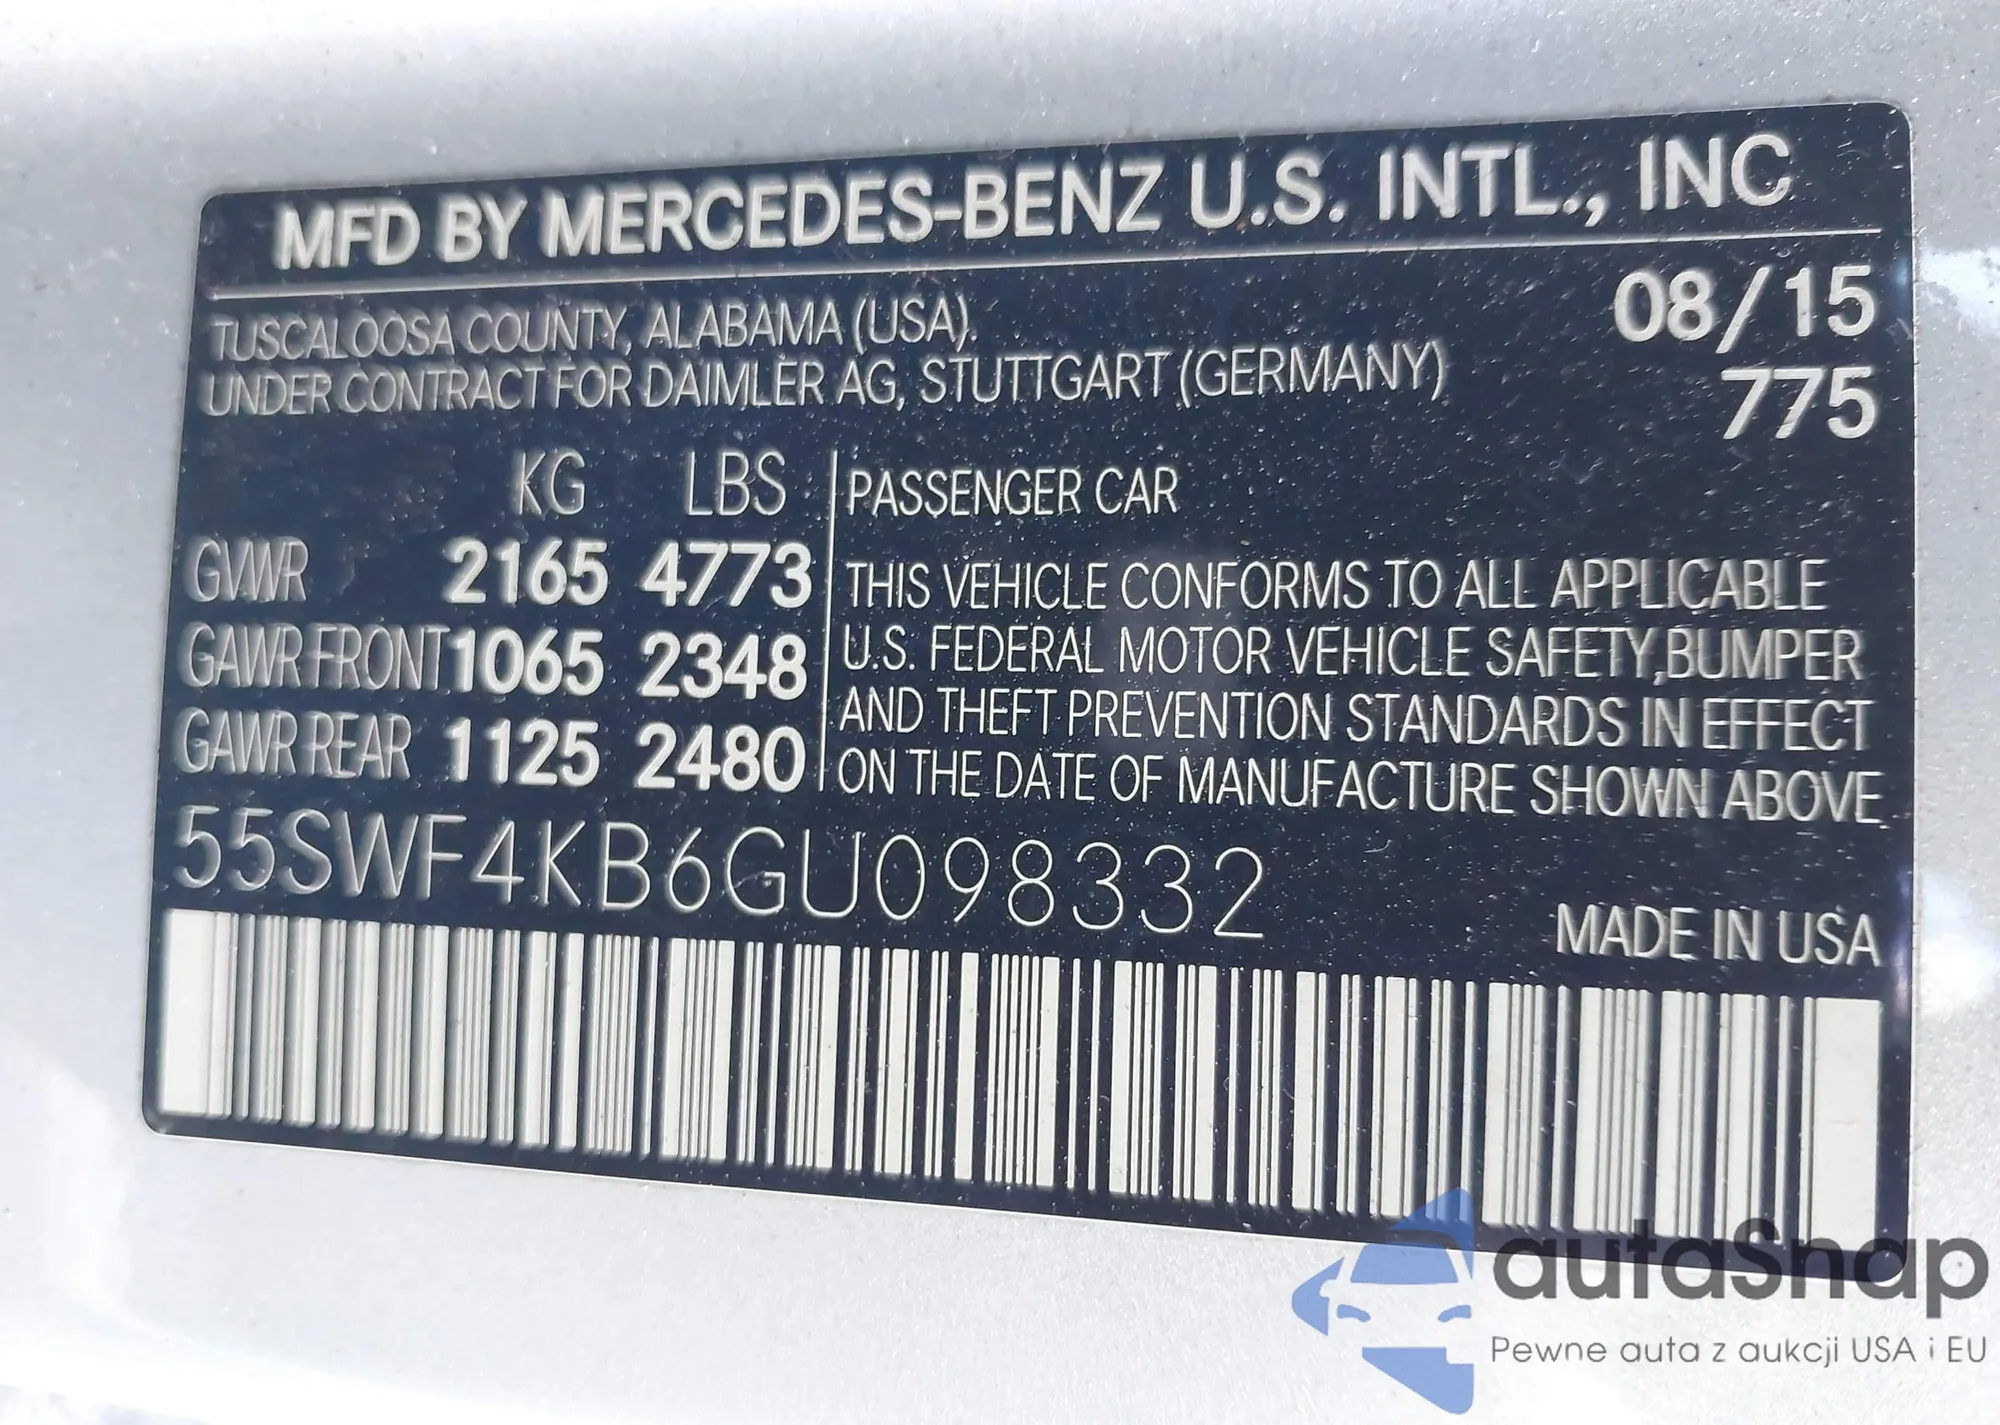 MFD BY MERCEDES-BENZ U.S. INTL., INC
TUSCALOOSA COUNTY, ALABAMA (USA).
UNDER CONTRACT FOR DAIMLER AG, STUTTGART (GERMANY)
08/15
775
KG LBS
GVWR 2165 4773
GAWR FRONT 1065 2348
GAWR REAR 1125 2480
PASSENGER CAR
THIS VEHICLE CONFORMS TO ALL APPLICABLE
U.S. FEDERAL MOTOR VEHICLE SAFETY, BUMPER
AND THEFT PREVENTION STANDARDS IN EFFECT
ON THE DATE OF MANUFACTURE SHOWN ABOVE.
55SWF4KB6GU098332
MADE IN USA
autaSnap
Pewne auta z aukcji USA i EU